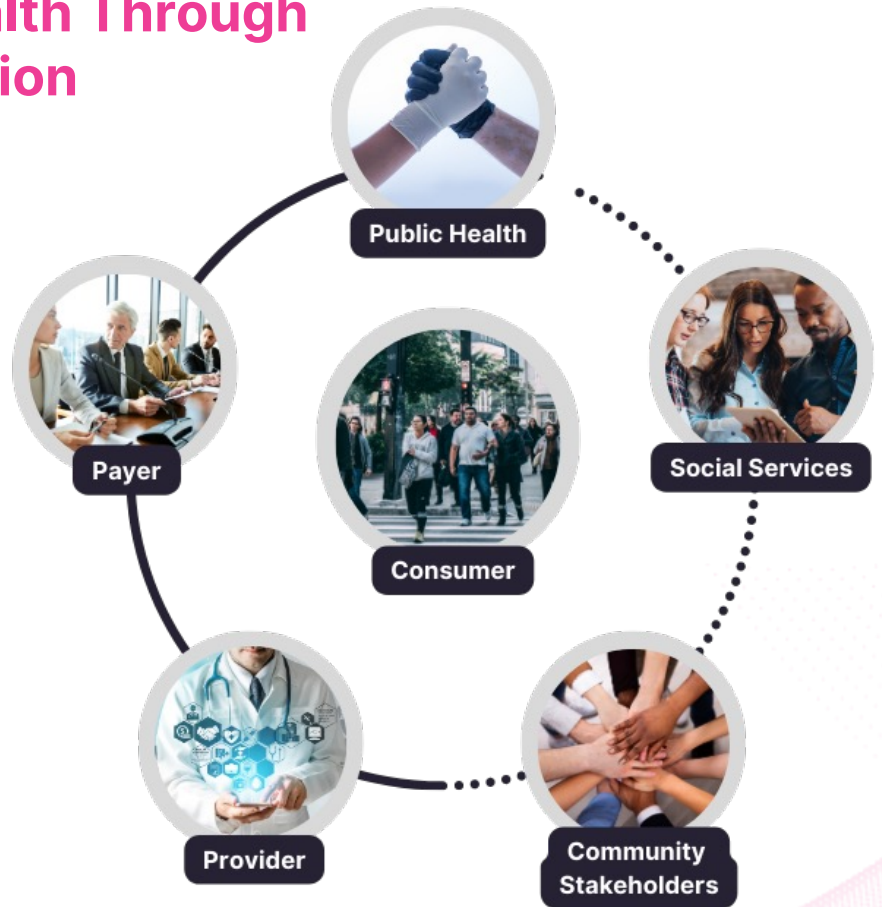 lth Through
ion
Public Health
Payer
Social Services
Consumer
Provider
Community
Stakeholders